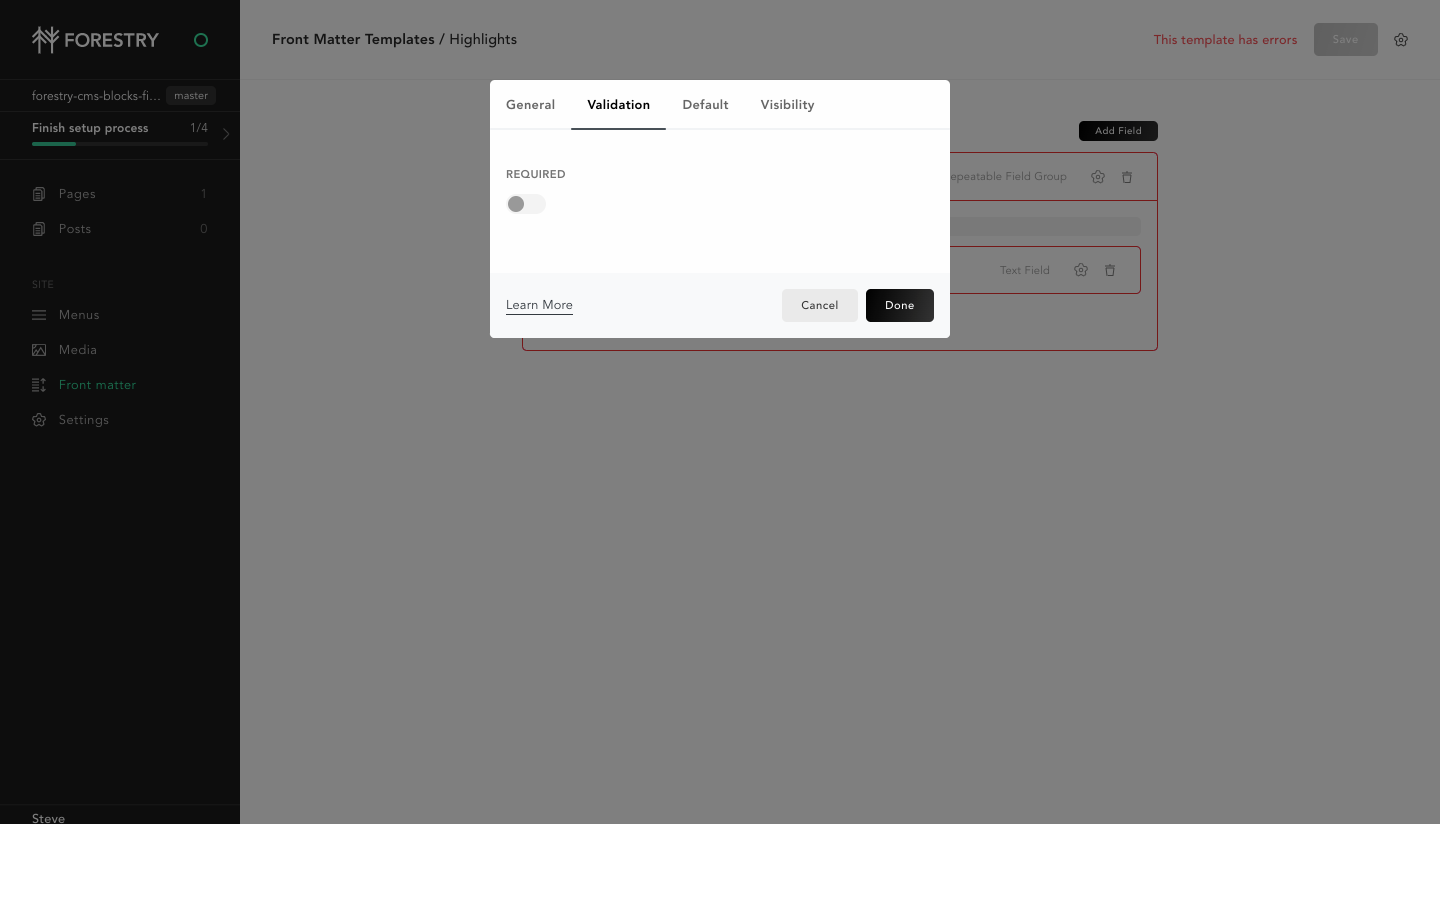 FORESTRY
forestry-cms-blocks-fi... master
Finish setup process 1/4
Pages 1
Posts 0
SITE
Menus
Media
Front matter
Settings
Steve
Front Matter Templates / Highlights
This template has errors
Save
Add Field
epeatable Field Group
Text Field
General Validation Default Visibility
REQUIRED
Learn More
Cancel
Done